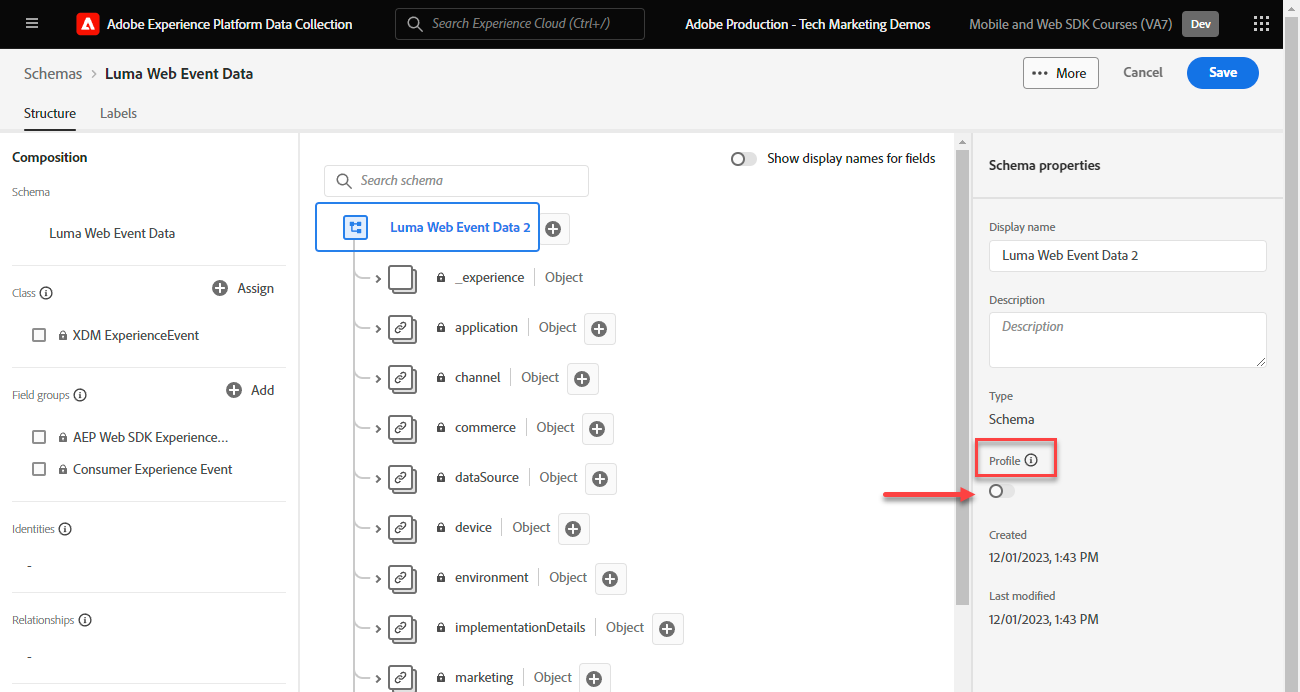 Adobe Experience Platform Data Collection
Search Experience Cloud (Ctrl+/)
Adobe Production - Tech Marketing Demos
Mobile and Web SDK Courses (VA7)
Dev
Schemas > Luma Web Event Data
More
Cancel
Save
Structure
Labels
Composition
Schema
Luma Web Event Data
Class
Assign
XDM ExperienceEvent
Field groups
Add
AEP Web SDK Experience...
Consumer Experience Event
Identities
-
Relationships
-
Show display names for fields
Search schema
Luma Web Event Data 2
_experience | Object
application | Object
channel | Object
commerce | Object
dataSource | Object
device | Object
environment | Object
implementationDetails | Object
marketing | Object
Schema properties
Display name
Luma Web Event Data 2
Description
Description
Type
Schema
Profile
Created
12/01/2023, 1:43 PM
Last modified
12/01/2023, 1:43 PM